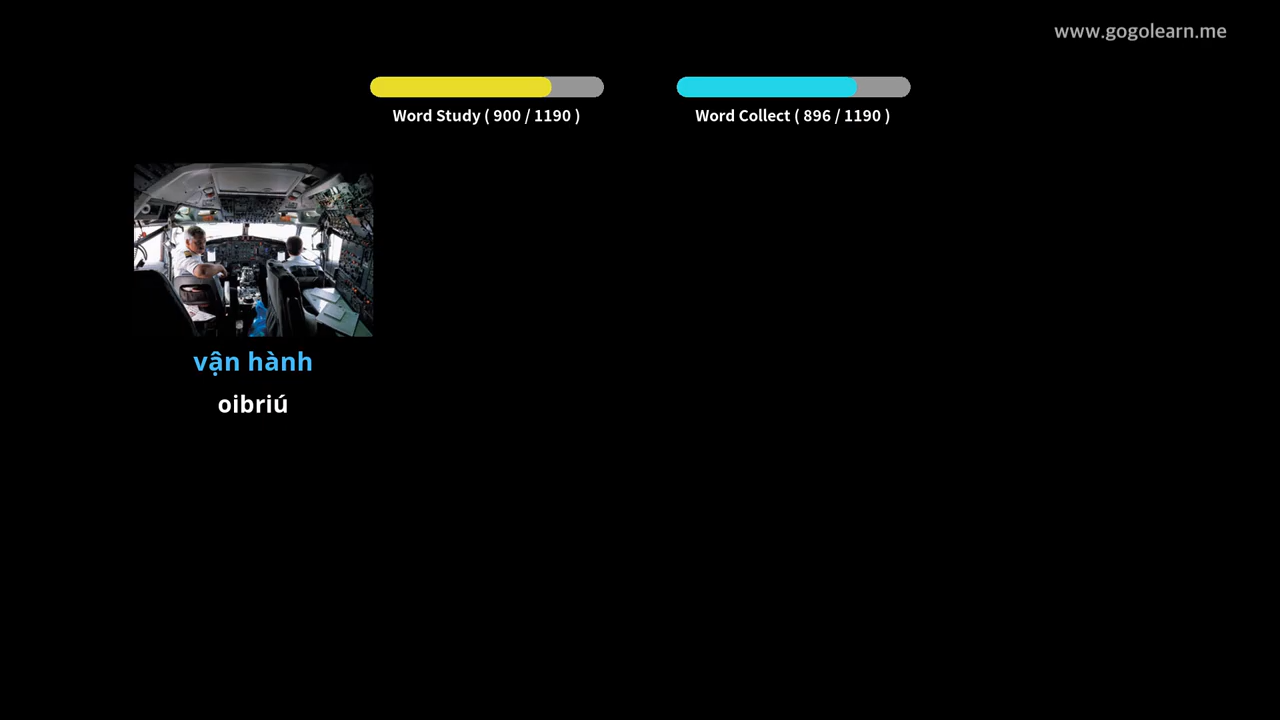 www.gogolearn.me
Word Study ( 900 / 1190 )
Word Collect ( 896 / 1190 )
vận hành
oibriú